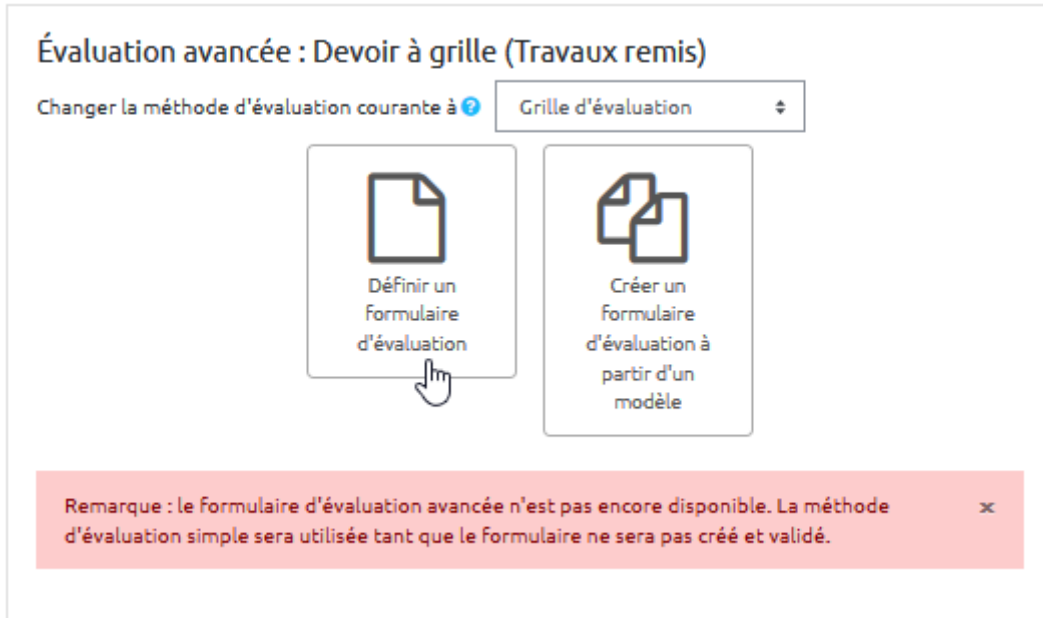 Évaluation avancée : Devoir à grille (Travaux remis)
Changer la méthode d'évaluation courante à
Grille d'évaluation
Définir un
formulaire
d'évaluation
Créer un
formulaire
d'évaluation à
partir d'un
modèle
Remarque : le formulaire d'évaluation avancée n'est pas encore disponible. La méthode
d'évaluation simple sera utilisée tant que le formulaire ne sera pas créé et validé.